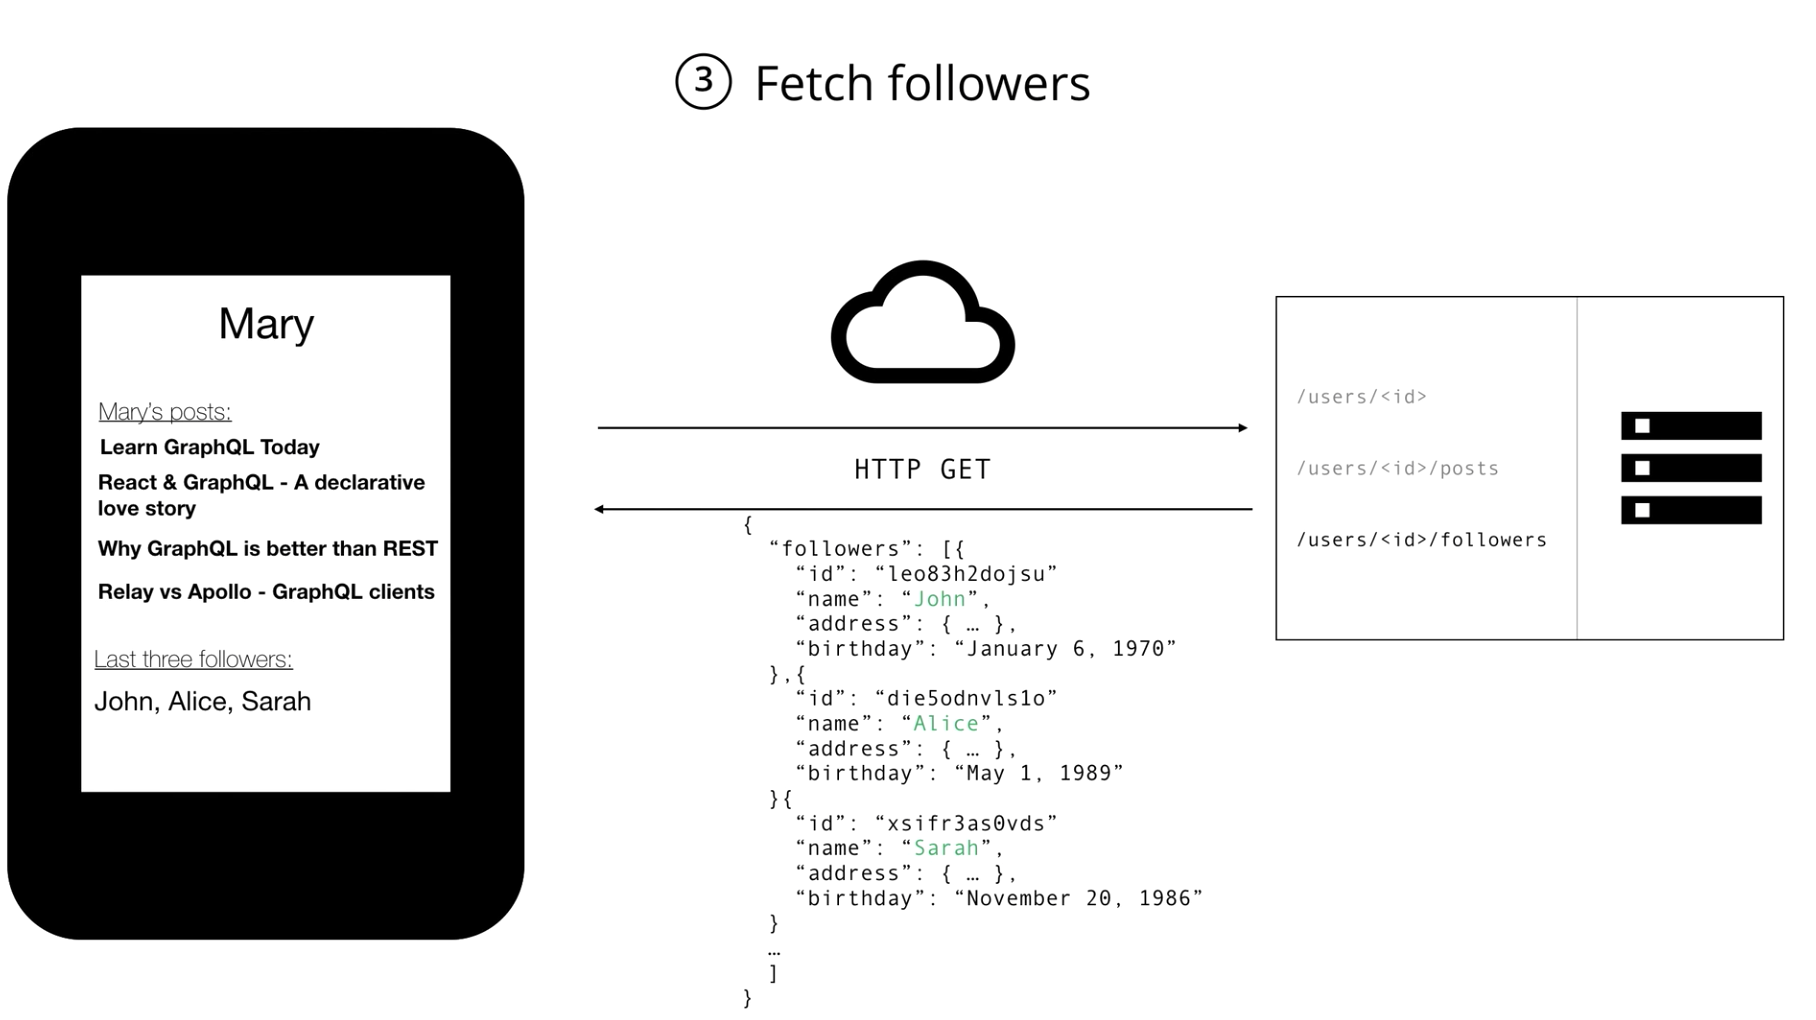 3 Fetch followers
Mary
Mary’s posts:
Learn GraphQL Today
React & GraphQL - A declarative
love story
Why GraphQL is better than REST
Relay vs Apollo - GraphQL clients
Last three followers:
John, Alice, Sarah
HTTP GET
{
“followers”: [{
“id”: “leo83h2dojsu”
“name”: “John”,
“address”: { … },
“birthday”: “January 6, 1970”
},{
“id”: “die5odnvls1o”
“name”: “Alice”,
“address”: { … },
“birthday”: “May 1, 1989”
}{
“id”: “xsifr3as0vds”
“name”: “Sarah”,
“address”: { … },
“birthday”: “November 20, 1986”
}
…
]
}
/users/<id>
/users/<id>/posts
/users/<id>/followers